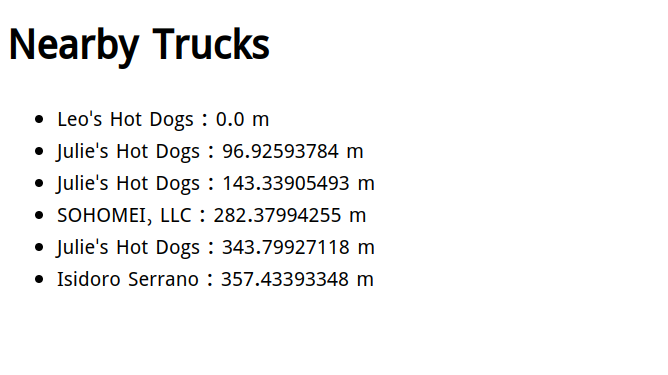 Nearby Trucks
Leo's Hot Dogs : 0.0 m
Julie's Hot Dogs : 96.92593784 m
Julie's Hot Dogs : 143.33905493 m
SOHOMEI, LLC : 282.37994255 m
Julie's Hot Dogs : 343.79927118 m
Isidoro Serrano : 357.43393348 m